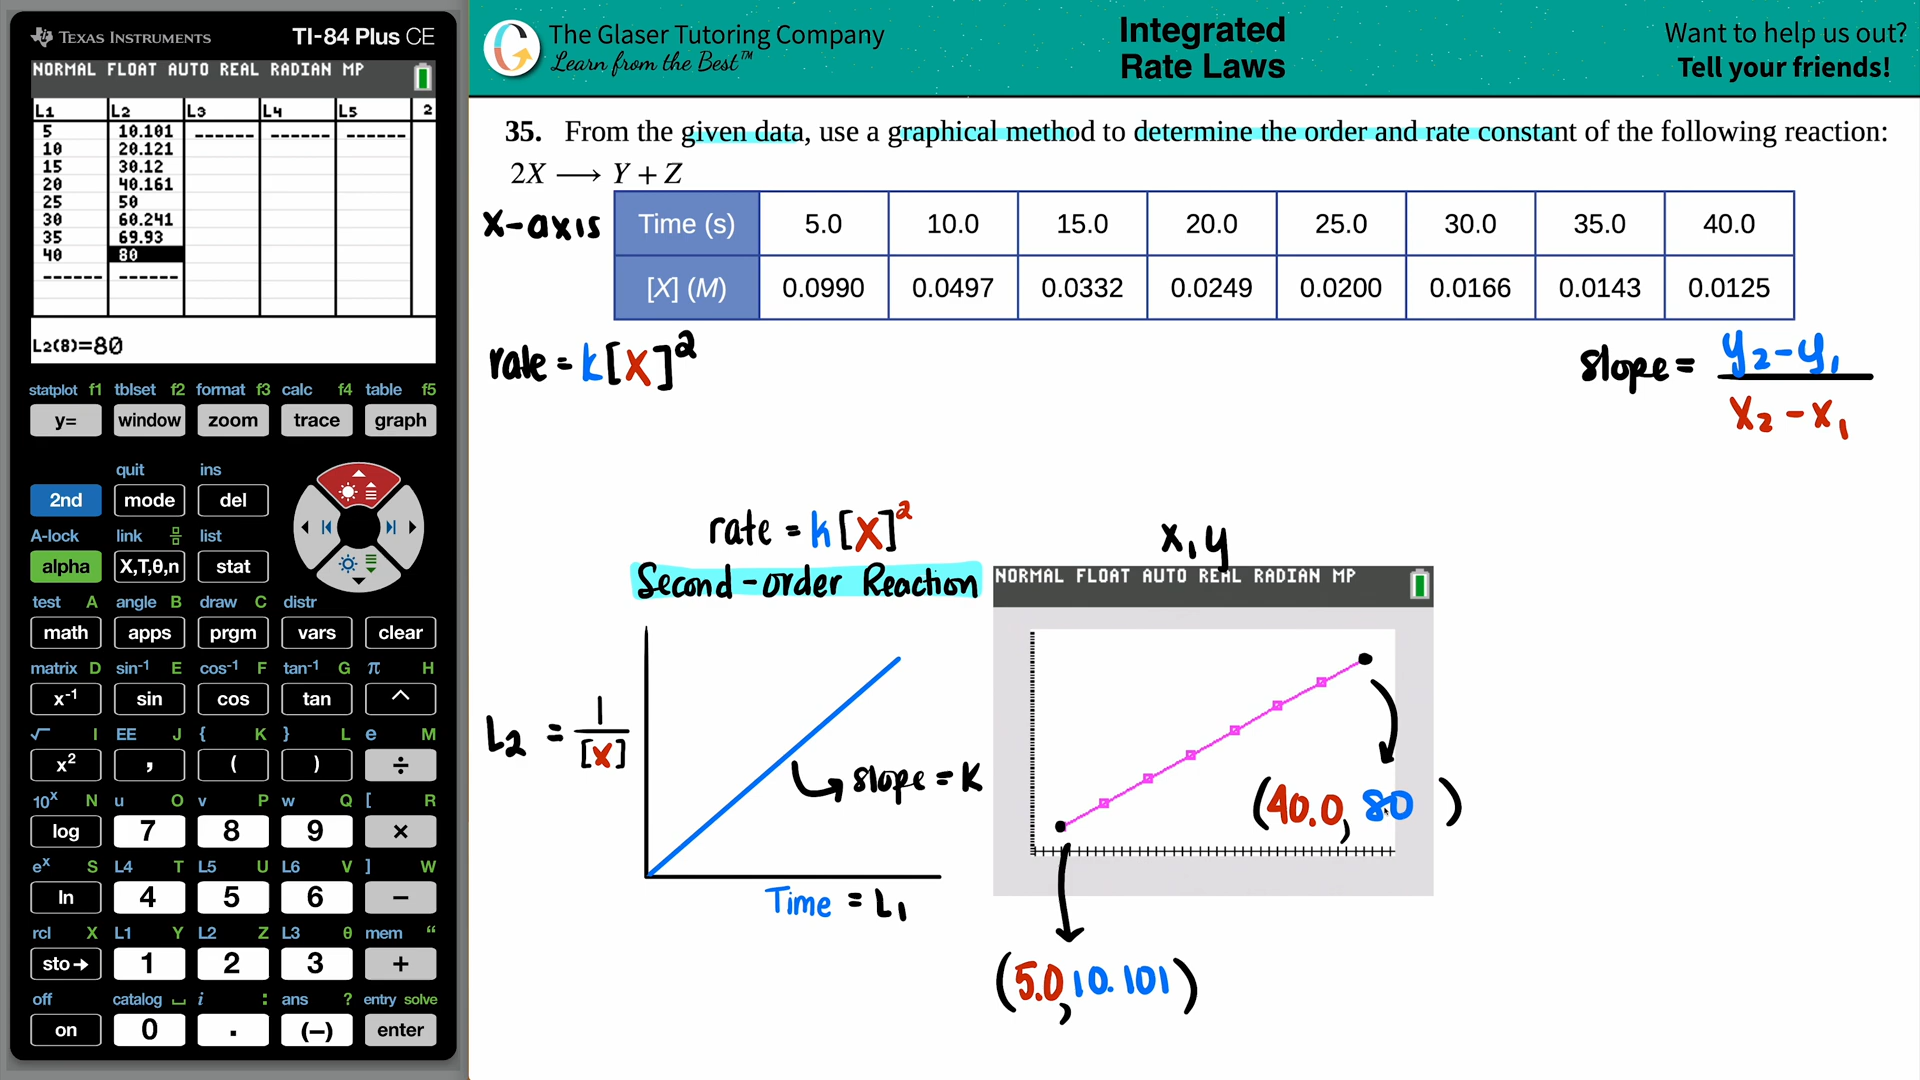 TEXAS INSTRUMENTS TI-84 Plus CE
NORMAL FLOAT AUTO REAL RADIAN MP
L1 L2 L3 L4 L5 2
5 10.101 ------ ------ ------
10 20.121
15 30.12
20 40.161
25 50
30 60.241
35 69.93
40 80
------ ------
L2(8)=80
statplot f1 tblset f2 format f3 calc f4 table f5
y= window zoom trace graph
quit ins
2nd mode del
A-lock link list
alpha X,T,θ,n stat
test A angle B draw C distr
math apps prgm vars clear
matrix D sin⁻¹ E cos⁻¹ F tan⁻¹ G π H
x⁻¹ sin cos tan ^
√ I EE J { K } L e M
x² , ( ) ÷
10ˣ N u O v P w Q [ R
log 7 8 9 ×
eˣ S L4 T L5 U L6 V ] W
ln 4 5 6 −
rcl X L1 Y L2 Z L3 θ mem “
sto→ 1 2 3 +
off catalog ⎵ i : ans ? entry solve
on 0 . (–) enter
The Glaser Tutoring Company
Learn from the Best™
Integrated
Rate Laws
Want to help us out?
Tell your friends!
35. From the given data, use a graphical method to determine the order and rate constant of the following reaction:
2X ⟶ Y + Z
x-axis Time (s) 5.0 10.0 15.0 20.0 25.0 30.0 35.0 40.0
[X] (M) 0.0990 0.0497 0.0332 0.0249 0.0200 0.0166 0.0143 0.0125
rate = k[X]²
slope = y₂-y₁
x₂-x₁
rate = k[X]²
Second-order Reaction
L₂ = 1
[X]
slope = K
Time = L₁
x,y
NORMAL FLOAT AUTO REAL RADIAN MP
(40.0, 80 )
(5.0, 10.101)